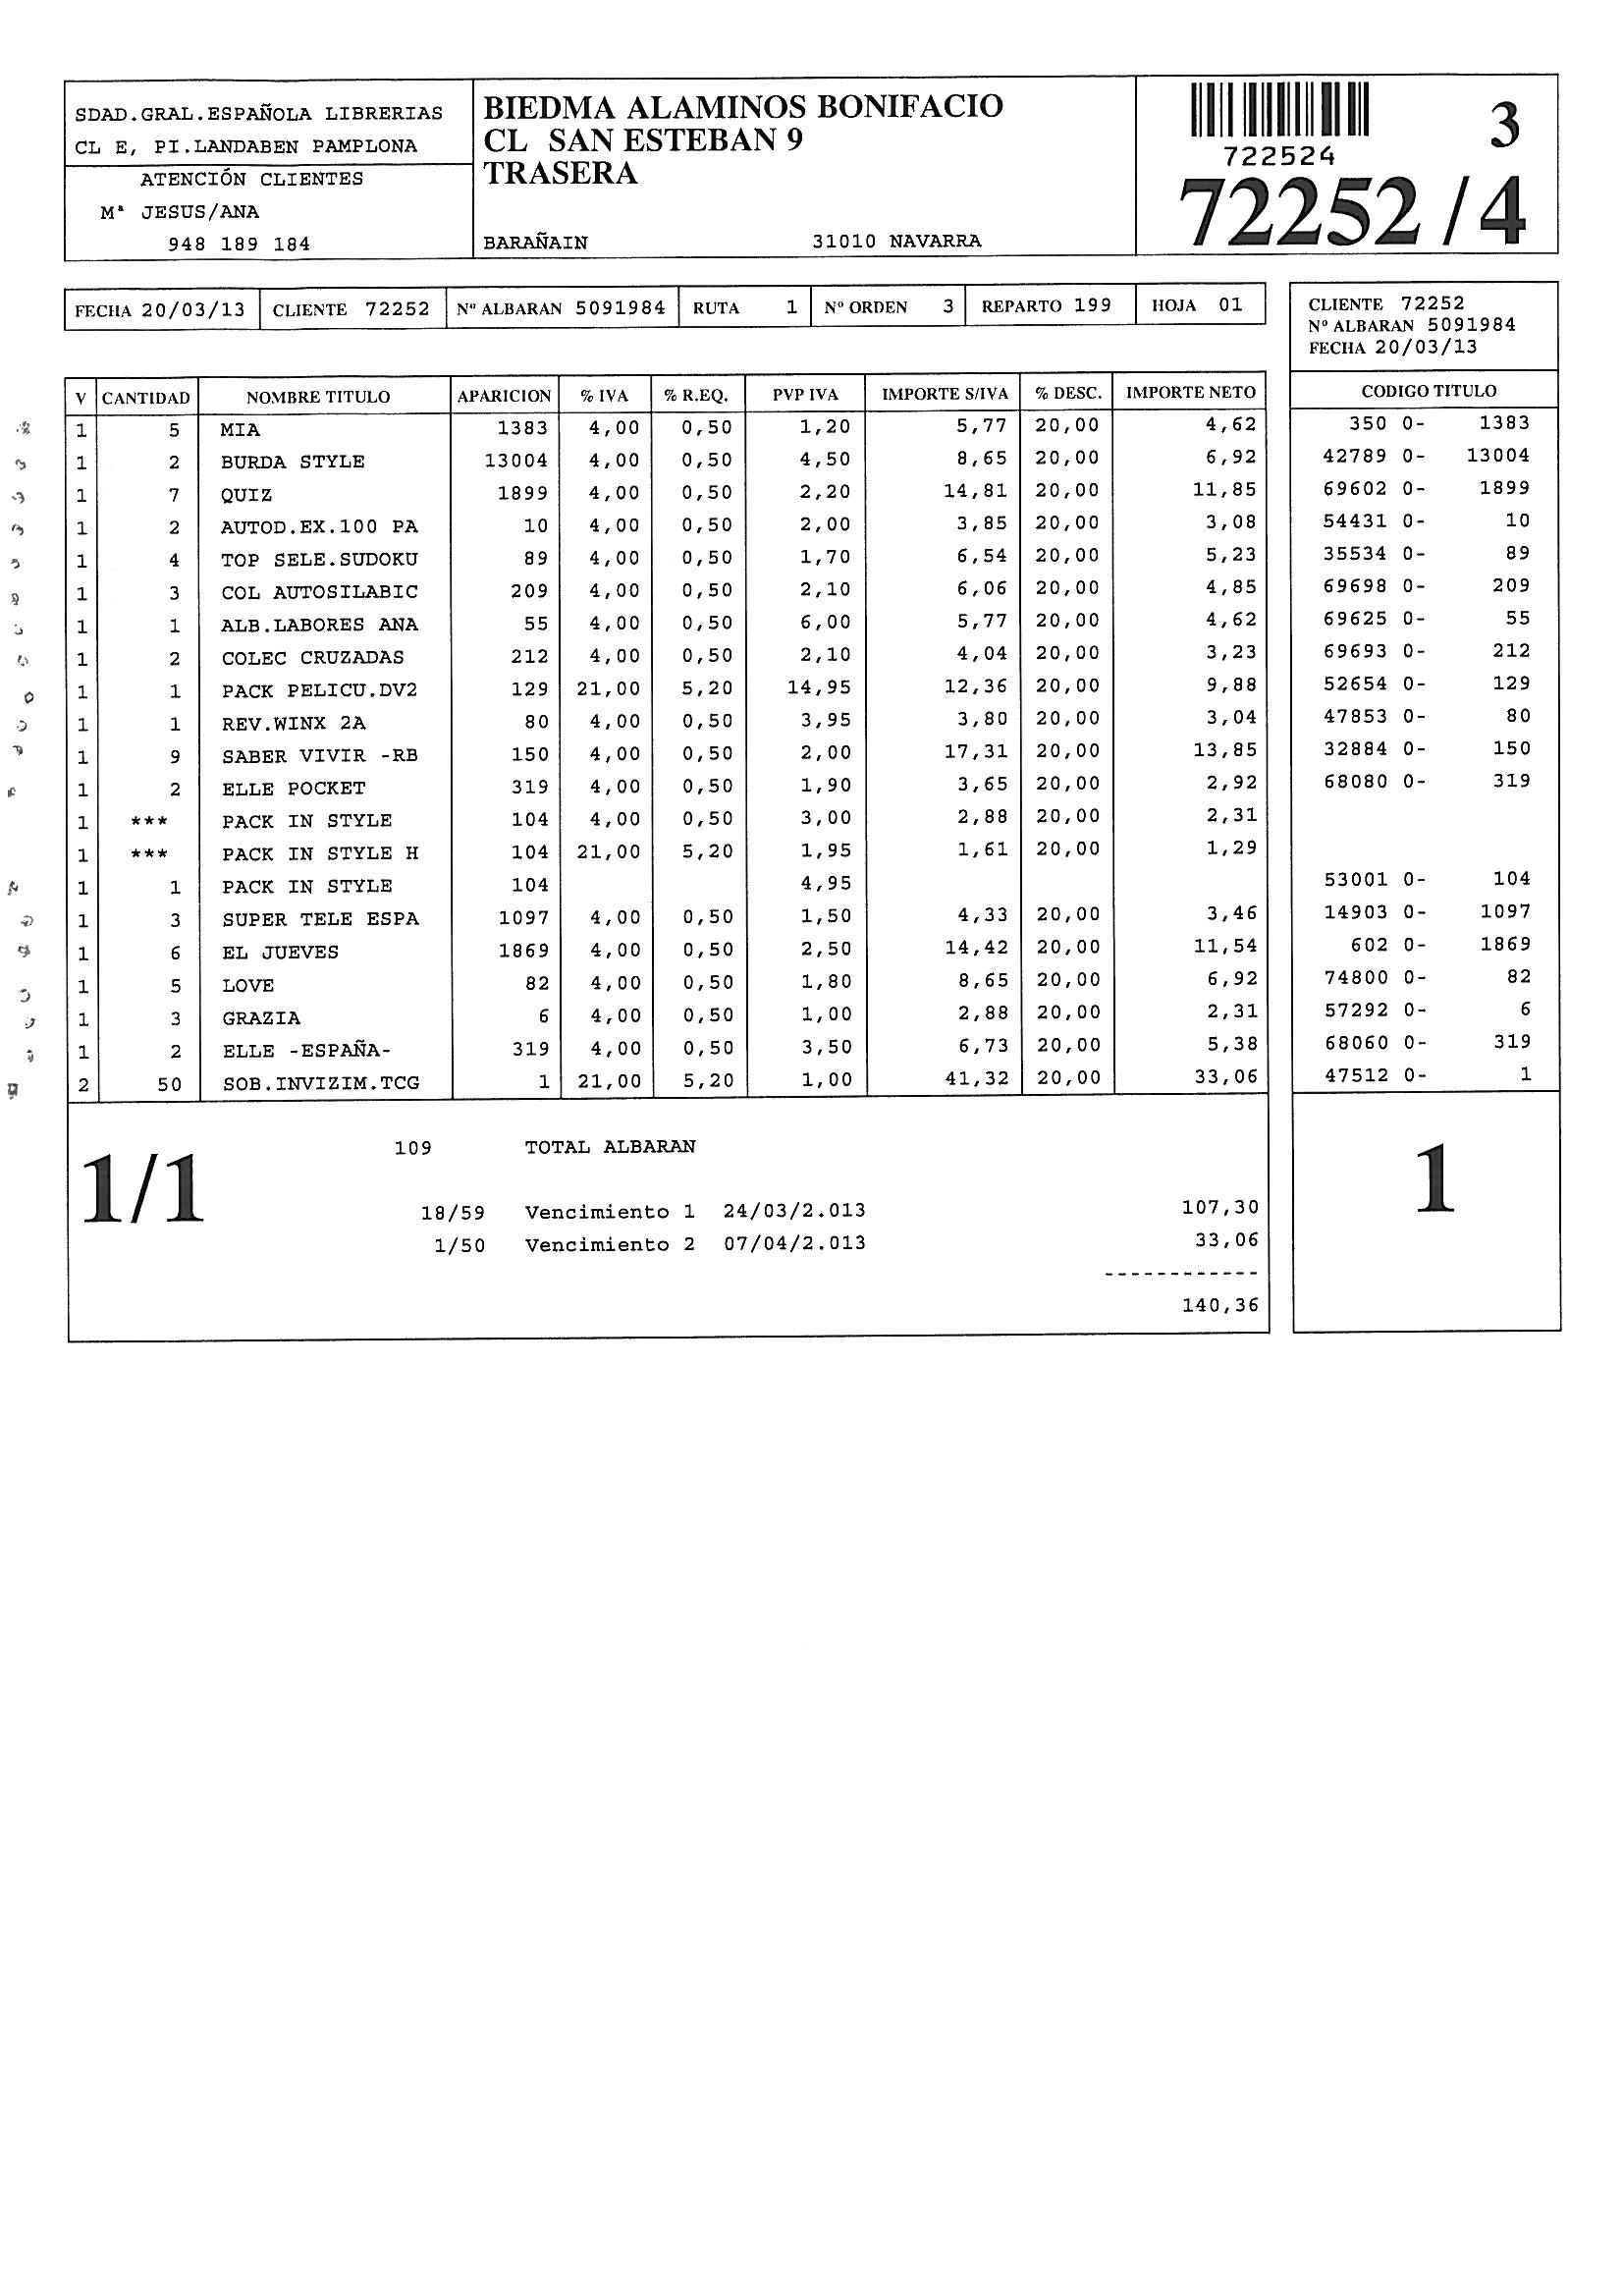 SDAD.GRAL.ESPAÑOLA LIBRERIAS
CL E, PI.LANDABEN PAMPLONA
ATENCIÓN CLIENTES
Mª JESUS/ANA
948 189 184
BIEDMA ALAMINOS BONIFACIO
CL SAN ESTEBAN 9
TRASERA
BARAÑAIN 31010 NAVARRA
3
722524
72252 / 4
FECHA 20/03/13 CLIENTE 72252 Nº ALBARAN 5091984 RUTA 1 Nº ORDEN 3 REPARTO 199 HOJA 01
CLIENTE 72252
Nº ALBARAN 5091984
FECHA 20/03/13
V CANTIDAD NOMBRE TITULO APARICION % IVA % R.EQ. PVP IVA IMPORTE S/IVA % DESC. IMPORTE NETO CODIGO TITULO
1 5 MIA 1383 4,00 0,50 1,20 5,77 20,00 4,62 350 0- 1383
1 2 BURDA STYLE 13004 4,00 0,50 4,50 8,65 20,00 6,92 42789 0- 13004
1 7 QUIZ 1899 4,00 0,50 2,20 14,81 20,00 11,85 69602 0- 1899
1 2 AUTOD.EX.100 PA 10 4,00 0,50 2,00 3,85 20,00 3,08 54431 0- 10
1 4 TOP SELE.SUDOKU 89 4,00 0,50 1,70 6,54 20,00 5,23 35534 0- 89
1 3 COL AUTOSILABIC 209 4,00 0,50 2,10 6,06 20,00 4,85 69698 0- 209
1 1 ALB.LABORES ANA 55 4,00 0,50 6,00 5,77 20,00 4,62 69625 0- 55
1 2 COLEC CRUZADAS 212 4,00 0,50 2,10 4,04 20,00 3,23 69693 0- 212
1 1 PACK PELICU.DV2 129 21,00 5,20 14,95 12,36 20,00 9,88 52654 0- 129
1 1 REV.WINX 2A 80 4,00 0,50 3,95 3,80 20,00 3,04 47853 0- 80
1 9 SABER VIVIR -RB 150 4,00 0,50 2,00 17,31 20,00 13,85 32884 0- 150
1 2 ELLE POCKET 319 4,00 0,50 1,90 3,65 20,00 2,92 68080 0- 319
1 *** PACK IN STYLE 104 4,00 0,50 3,00 2,88 20,00 2,31
1 *** PACK IN STYLE H 104 21,00 5,20 1,95 1,61 20,00 1,29
1 1 PACK IN STYLE 104 4,95 53001 0- 104
1 3 SUPER TELE ESPA 1097 4,00 0,50 1,50 4,33 20,00 3,46 14903 0- 1097
1 6 EL JUEVES 1869 4,00 0,50 2,50 14,42 20,00 11,54 602 0- 1869
1 5 LOVE 82 4,00 0,50 1,80 8,65 20,00 6,92 74800 0- 82
1 3 GRAZIA 6 4,00 0,50 1,00 2,88 20,00 2,31 57292 0- 6
1 2 ELLE -ESPAÑA- 319 4,00 0,50 3,50 6,73 20,00 5,38 68060 0- 319
2 50 SOB.INVIZIM.TCG 1 21,00 5,20 1,00 41,32 20,00 33,06 47512 0- 1
1/1
109 TOTAL ALBARAN
18/59 Vencimiento 1 24/03/2.013 107,30
1/50 Vencimiento 2 07/04/2.013 33,06
------------
140,36
1